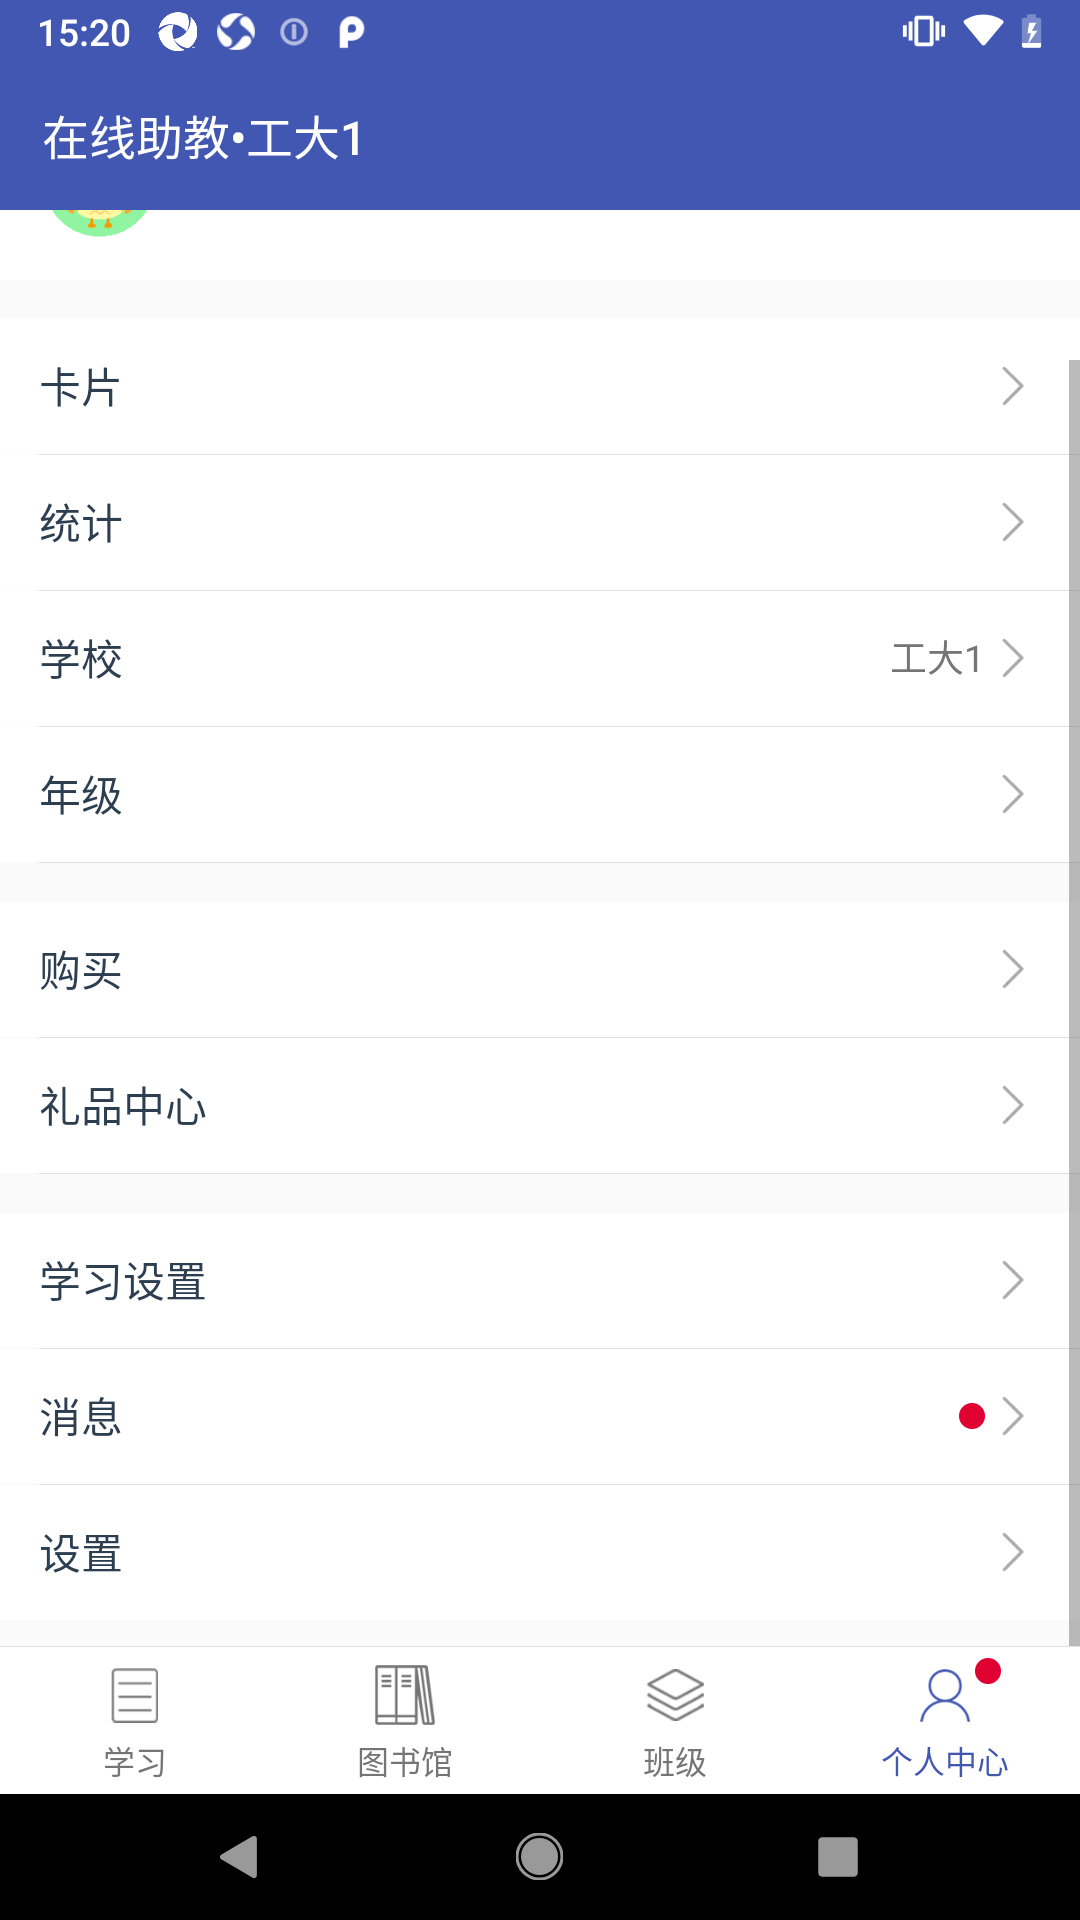 15:20
在线助教•工大1
卡片
统计
学校
工大1
年级
购买
礼品中心
学习设置
消息
设置
学习
图书馆
班级
个人中心